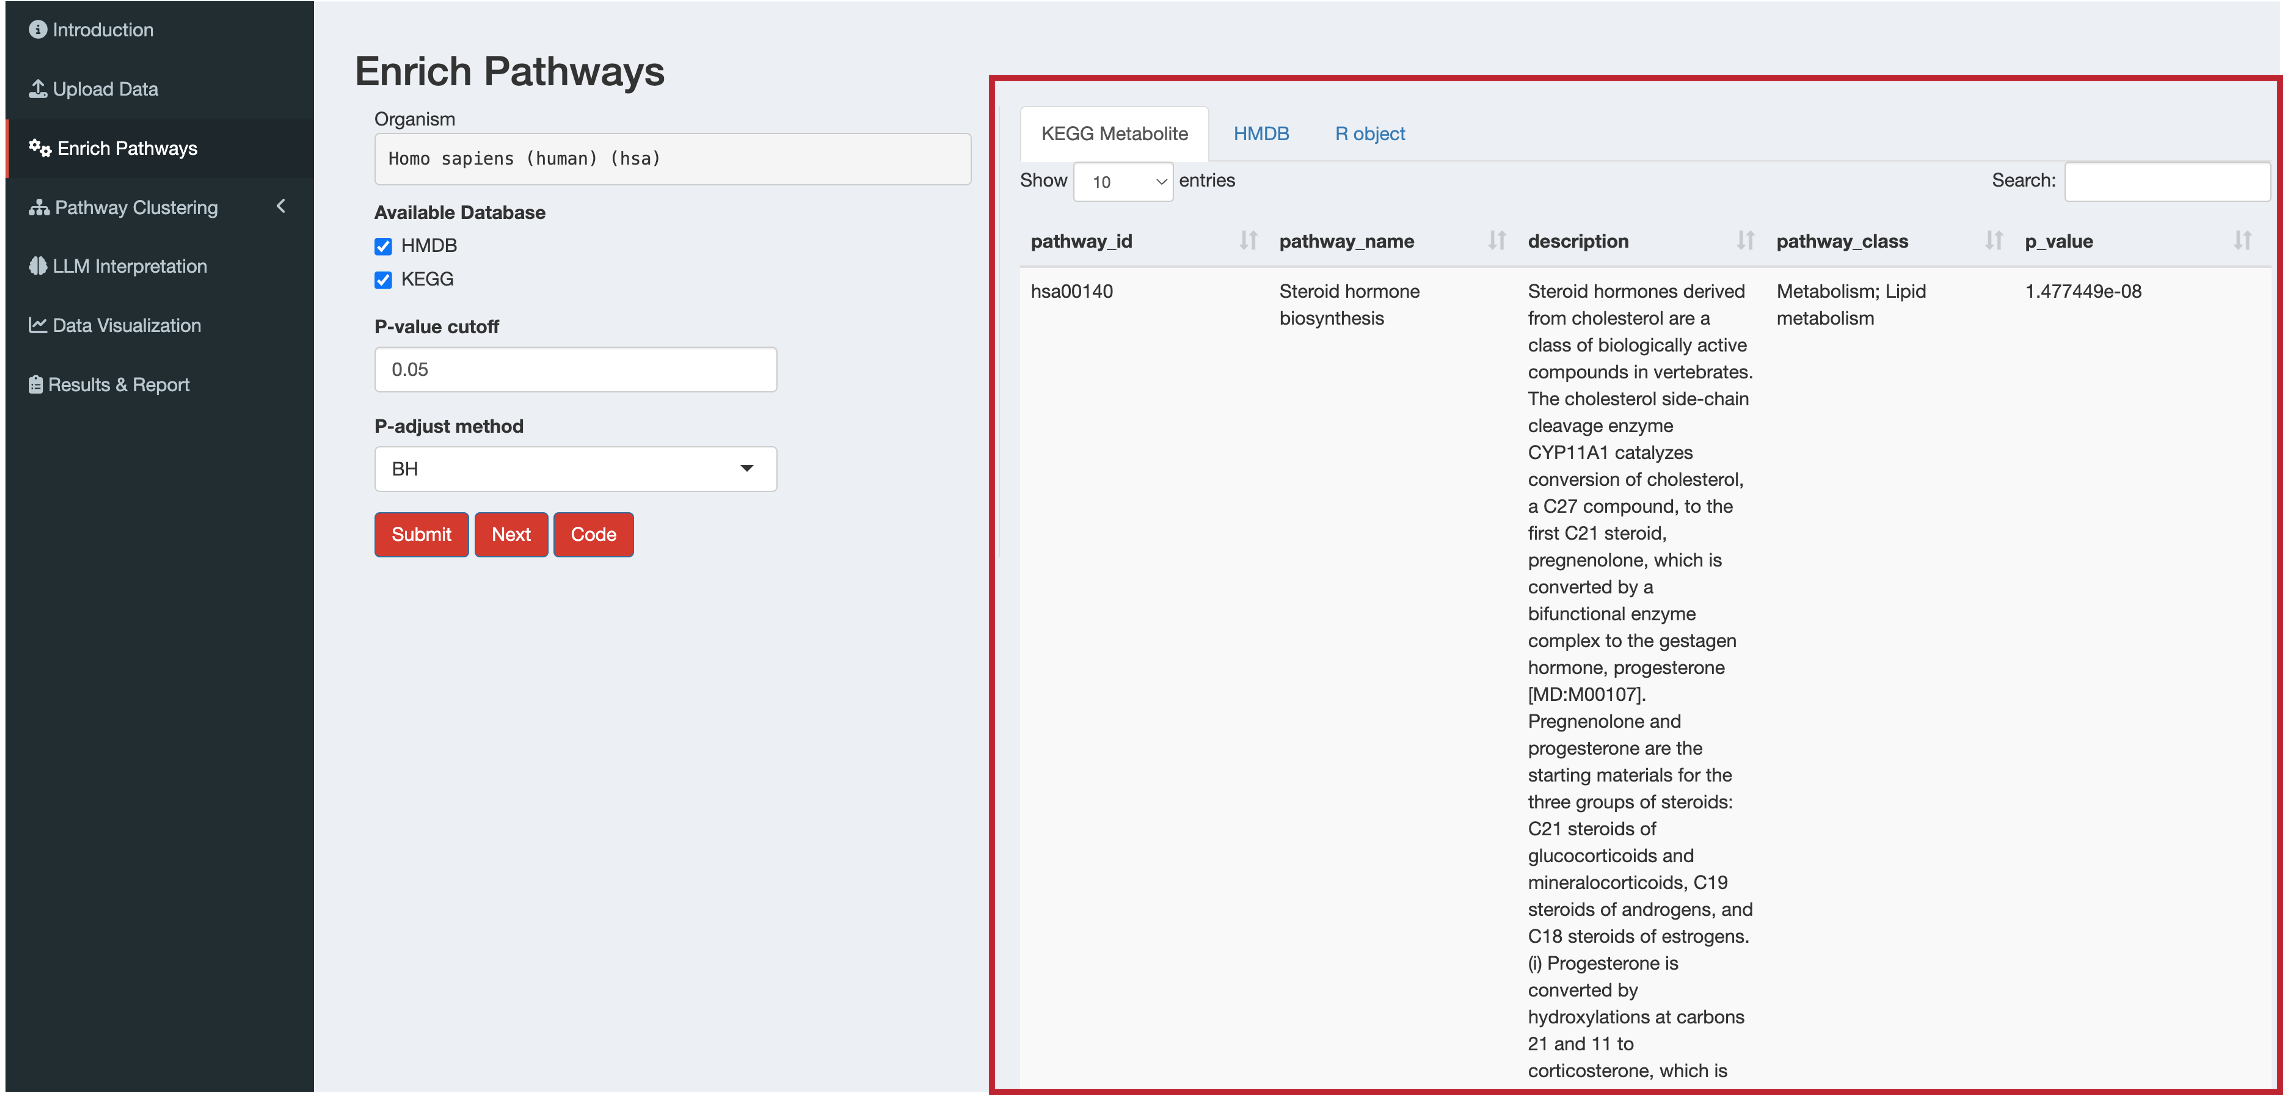 Introduction
Upload Data
Enrich Pathways
Pathway Clustering
LLM Interpretation
Data Visualization
Results & Report
Enrich Pathways
Organism
Homo sapiens (human) (hsa)
Available Database
HMDB
KEGG
P-value cutoff
0.05
P-adjust method
BH
Submit Next Code
KEGG Metabolite HMDB R object
Show 10 entries Search:
pathway_id pathway_name description pathway_class p_value
hsa00140 Steroid hormone Steroid hormones derived Metabolism; Lipid 1.477449e-08
biosynthesis from cholesterol are a metabolism
class of biologically active
compounds in vertebrates.
The cholesterol side-chain
cleavage enzyme
CYP11A1 catalyzes
conversion of cholesterol,
a C27 compound, to the
first C21 steroid,
pregnenolone, which is
converted by a
bifunctional enzyme
complex to the gestagen
hormone, progesterone
[MD:M00107].
Pregnenolone and
progesterone are the
starting materials for the
three groups of steroids:
C21 steroids of
glucocorticoids and
mineralocorticoids, C19
steroids of androgens, and
C18 steroids of estrogens.
(i) Progesterone is
converted by
hydroxylations at carbons
21 and 11 to
corticosterone, which is